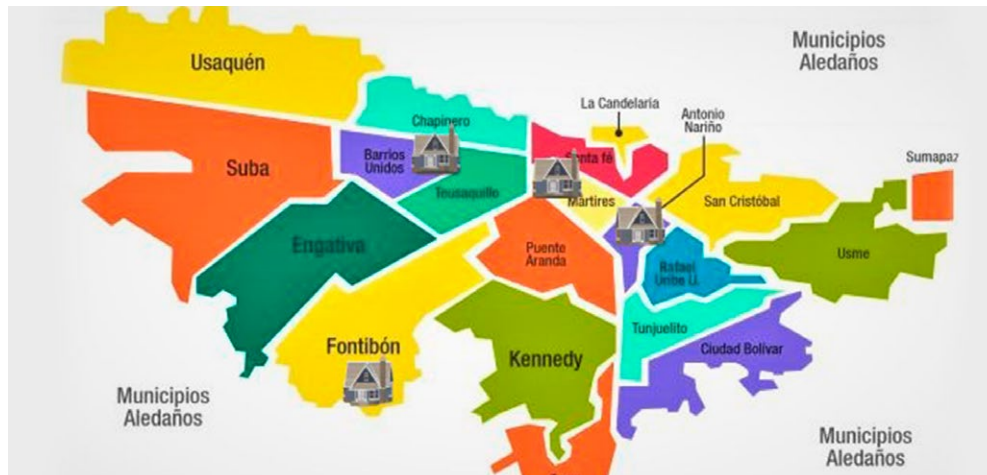 Municipios
Aledaños
Usaquén
La Candelaria
Antonio
Nariño
Chapinero
Santa fé
Sumapaz
Barrios
Unidos
Suba
Teusaquillo
Mártires
San Cristóbal
Engativa
Puente
Aranda
Usme
Rafael
Uribe U.
Tunjuelito
Fontibón
Kennedy
Ciudad Bolívar
Municipios
Aledaños
Municipios
Aledaños